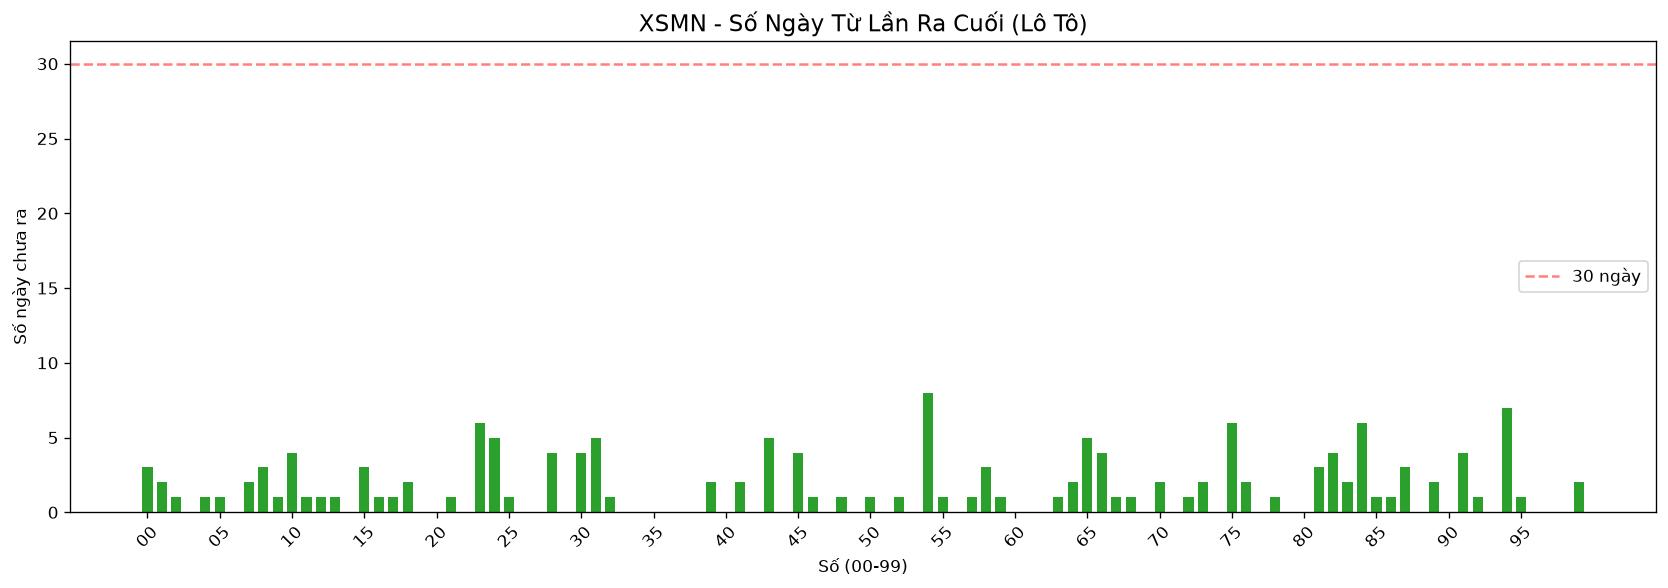 XSMN - Số Ngày Từ Lần Ra Cuối (Lô Tô)
Số ngày chưa ra
30
25
20
15
10
5
0
30 ngày
00 05 10 15 20 25 30 35 40 45 50 55 60 65 70 75 80 85 90 95
Số (00-99)